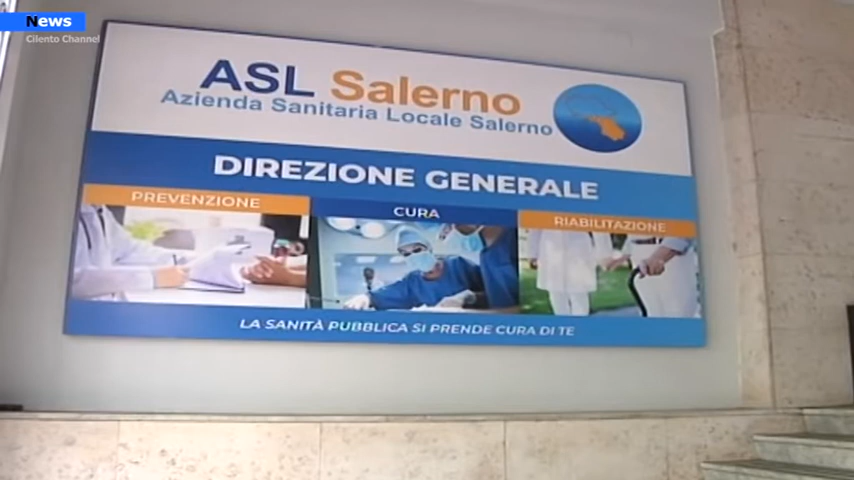 News
Cilento Channel
ASL Salerno
Azienda Sanitaria Locale Salerno
DIREZIONE GENERALE
PREVENZIONE
CURA
RIABILITAZIONE
LA SANITÀ PUBBLICA SI PRENDE CURA DI TE